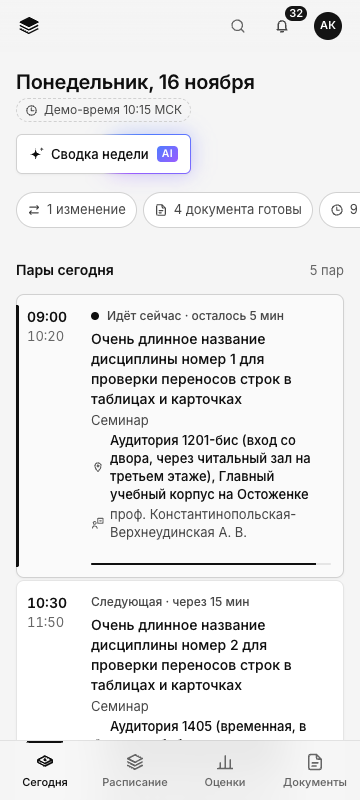 32
АК
Понедельник, 16 ноября
Демо-время 10:15 МСК
Сводка недели AI
1 изменение
4 документа готовы
9
Пары сегодня
5 пар
09:00
10:20
Идёт сейчас · осталось 5 мин
Очень длинное название
дисциплины номер 1 для
проверки переносов строк в
таблицах и карточках
Семинар
Аудитория 1201-бис (вход со
двора, через читальный зал на
третьем этаже), Главный
учебный корпус на Остоженке
проф. Константинопольская-
Верхнеудинская А. В.
10:30
11:50
Следующая · через 15 мин
Очень длинное название
дисциплины номер 2 для
проверки переносов строк в
таблицах и карточках
Семинар
Аудитория 1405 (временная, в
Сегодня
Расписание
Оценки
Документы